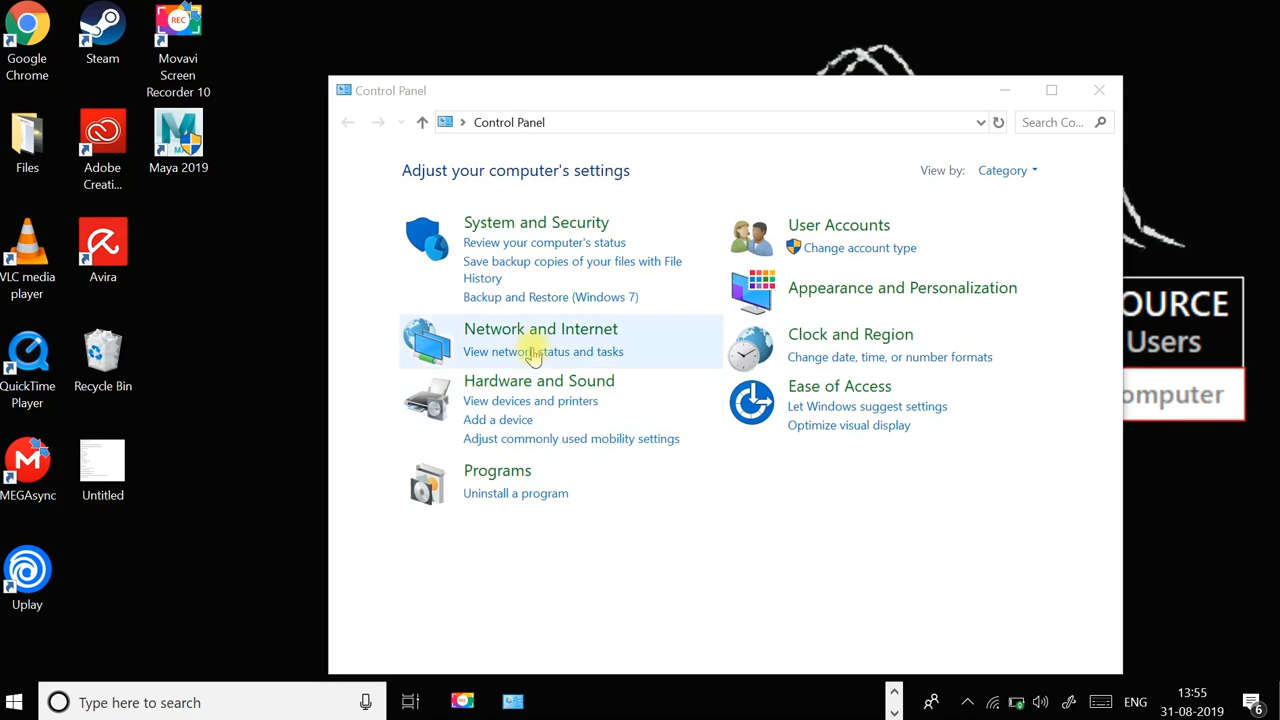 Google
Chrome
Steam
REC
Movavi
Screen
Recorder 10
Files
Adobe
Creati...
Maya 2019
VLC media
player
Avira
QuickTime
Player
Recycle Bin
MEGAsync
Untitled
Uplay
Control Panel
Control Panel
Search Co...
Adjust your computer's settings
View by: Category
System and Security
Review your computer's status
Save backup copies of your files with File
History
Backup and Restore (Windows 7)
Network and Internet
View network status and tasks
Hardware and Sound
View devices and printers
Add a device
Adjust commonly used mobility settings
Programs
Uninstall a program
User Accounts
Change account type
Appearance and Personalization
Clock and Region
Change date, time, or number formats
Ease of Access
Let Windows suggest settings
Optimize visual display
OURCE
Users
omputer
Type here to search
ENG
13:55
31-08-2019
6